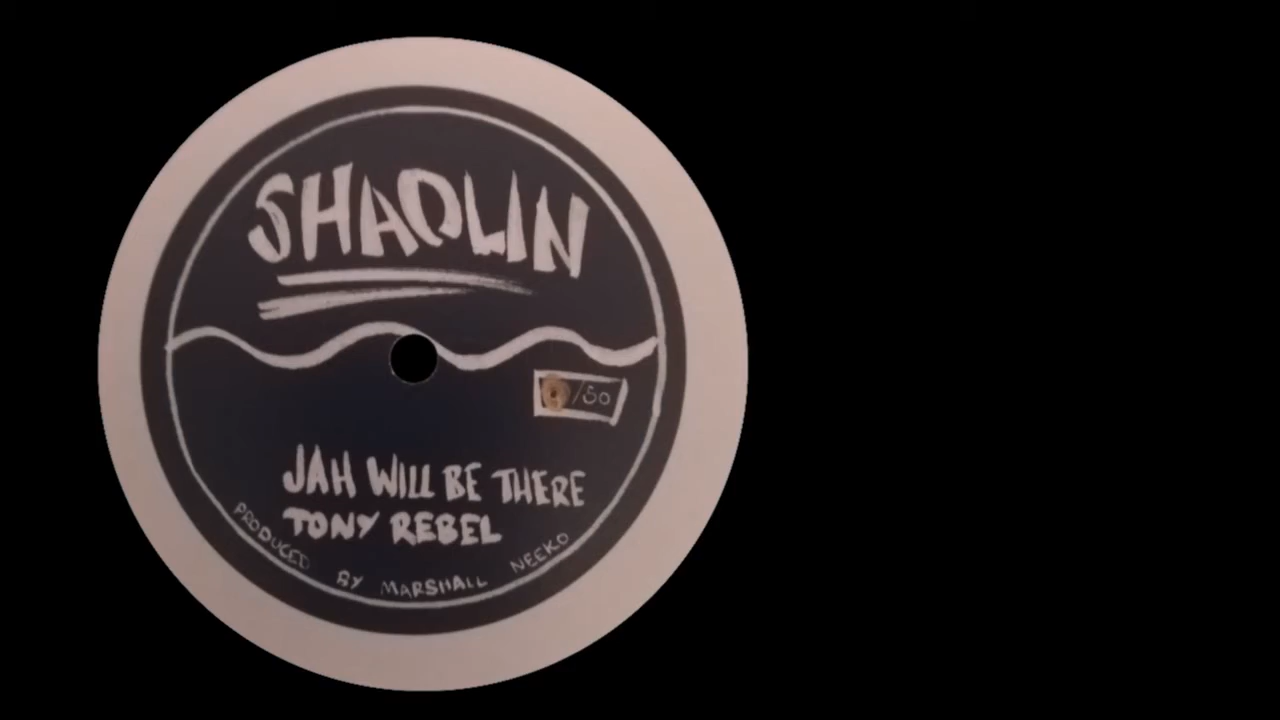 SHAOLIN
/50
JAH WILL BE THERE
TONY REBEL
PRODUCED BY MARSHALL NEEKO